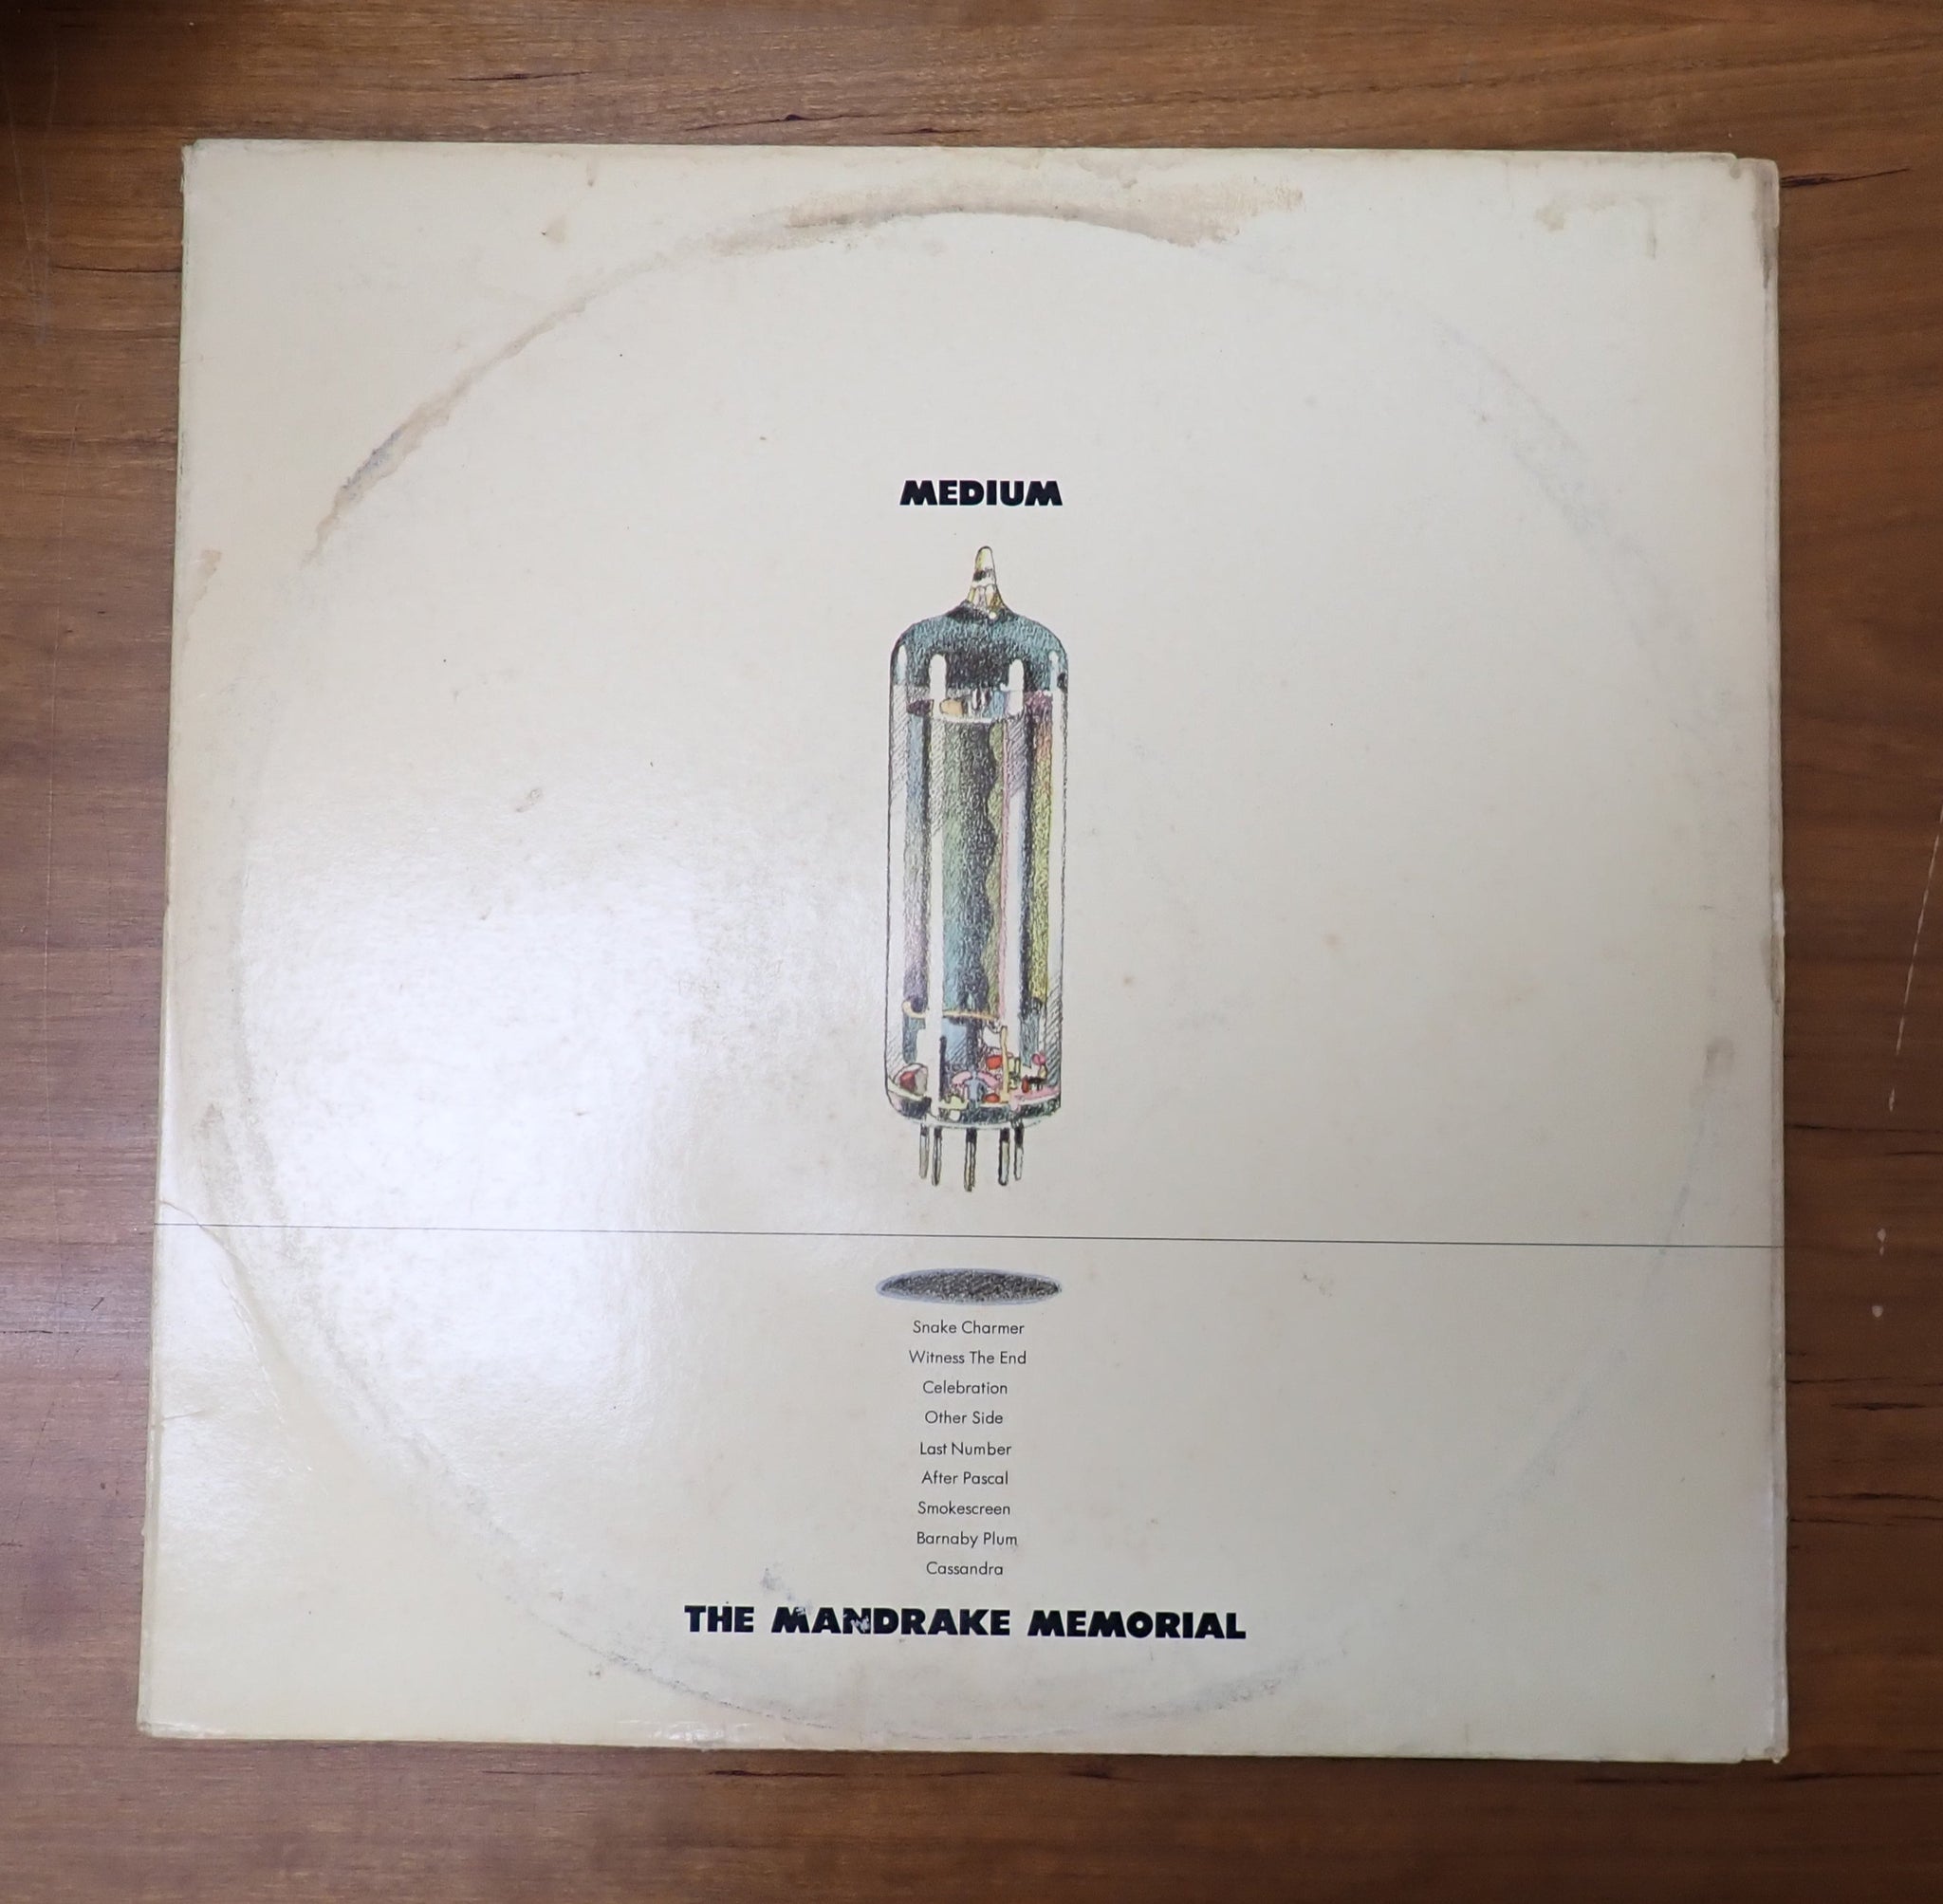 MEDIUM
Snake Charmer
Witness The End
Celebration
Other Side
Last Number
After Pascal
Smokescreen
Barnaby Plum
Cassandra
THE MANDRAKE MEMORIAL